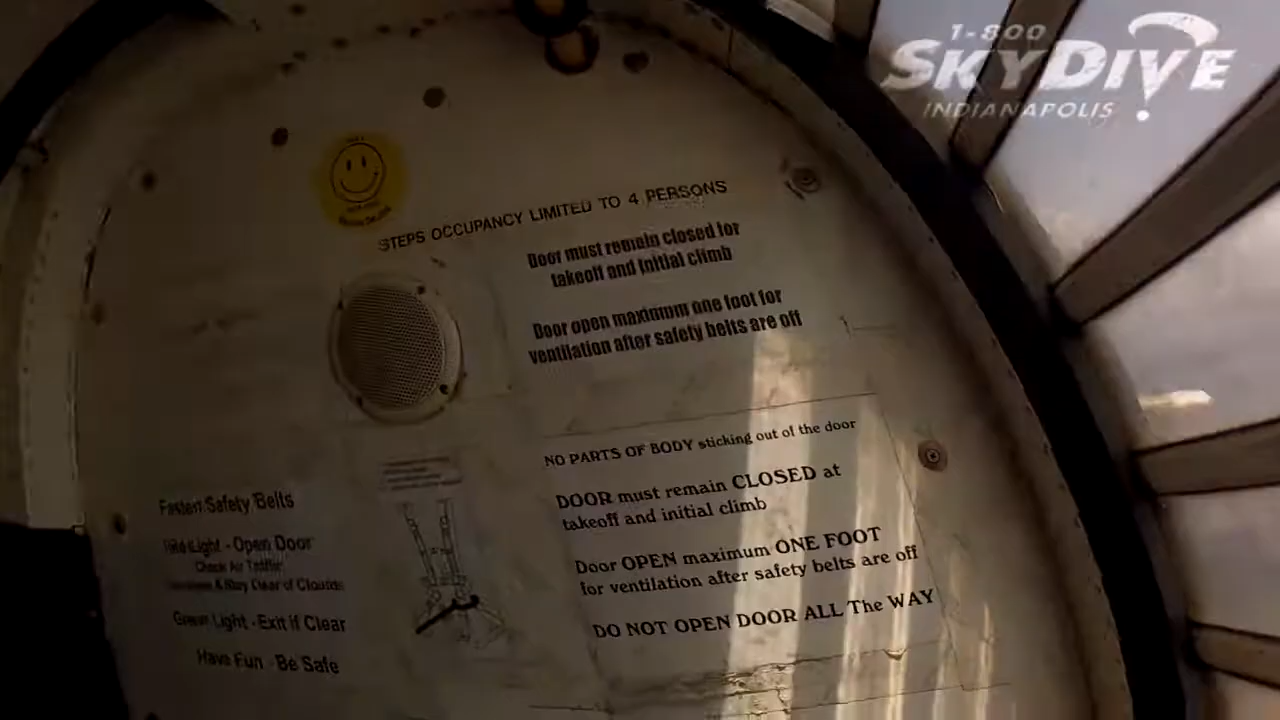 1-800
SKYDIVE
INDIANAPOLIS
STEPS OCCUPANCY LIMITED TO 4 PERSONS
Door must remain closed for
takeoff and initial climb
Door open maximum one foot for
ventilation after safety belts are off
NO PARTS OF BODY sticking out of the door
DOOR must remain CLOSED at
takeoff and initial climb
Door OPEN maximum ONE FOOT
for ventilation after safety belts are off
DO NOT OPEN DOOR ALL The WAY
Fasten Safety Belts
Light - Open Door
Check Air Traffic
Clear of Clouds
Green Light - Exit if Clear
Have Fun - Be Safe